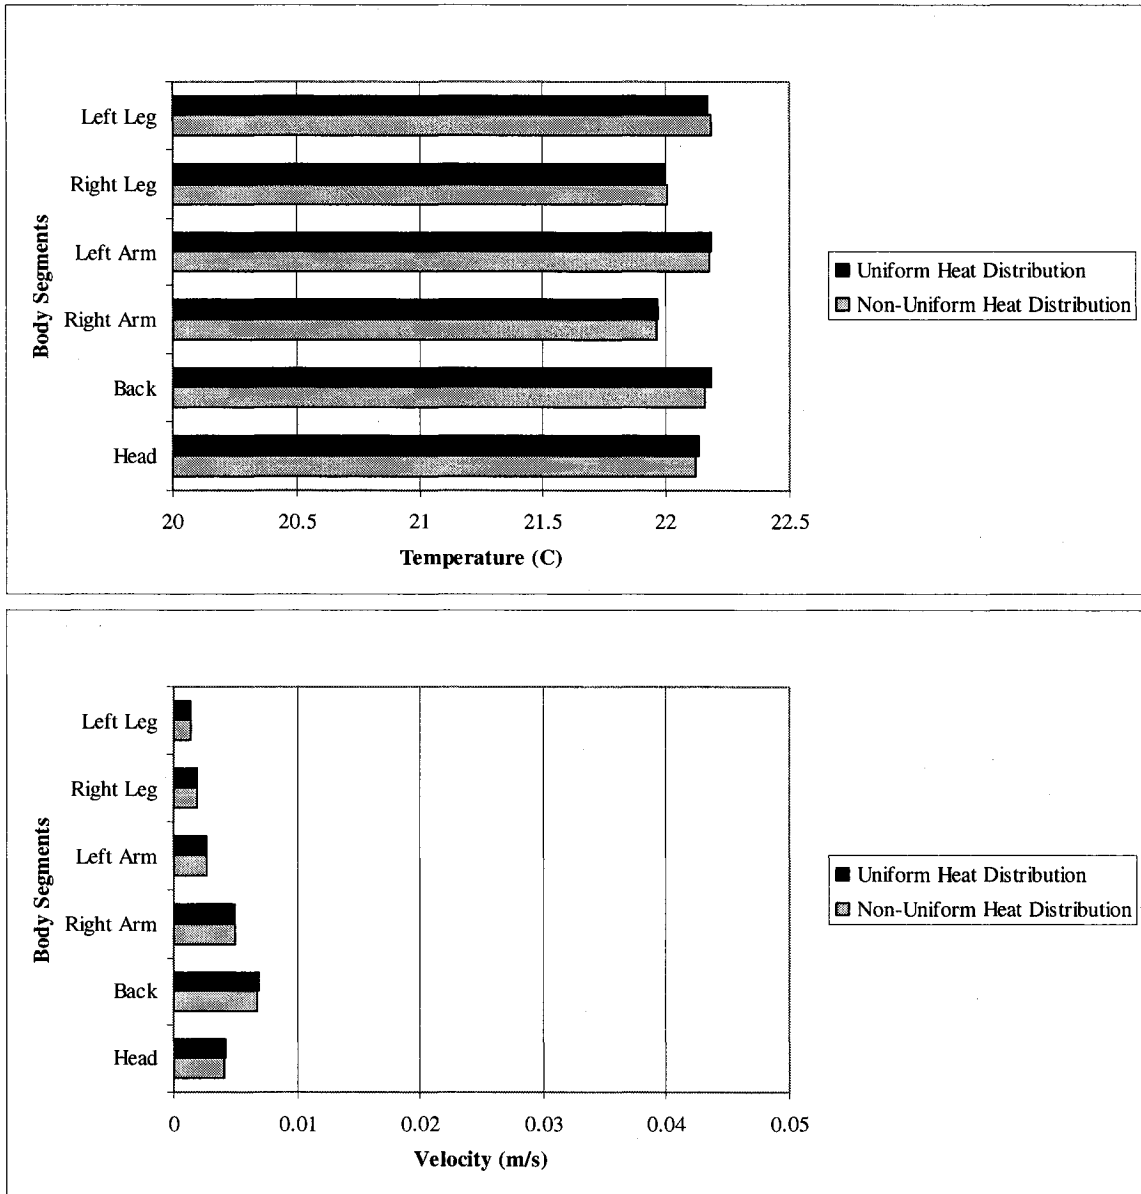 Left Leg
Right Leg
Left Arm
Right Arm
Back
Head
Body Segments
20 20.5 21 21.5 22 22.5
Temperature (C)
Uniform Heat Distribution
Non-Uniform Heat Distribution
Left Leg
Right Leg
Left Arm
Right Arm
Back
Head
Body Segments
0 0.01 0.02 0.03 0.04 0.05
Velocity (m/s)
Uniform Heat Distribution
Non-Uniform Heat Distribution